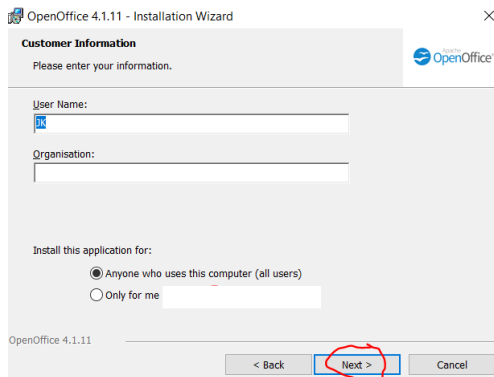 OpenOffice 4.1.11 - Installation Wizard
Customer Information
Please enter your information.
Apache
OpenOffice
User Name:
JK
Organisation:
Install this application for:
Anyone who uses this computer (all users)
Only for me
OpenOffice 4.1.11
< Back
Next >
Cancel